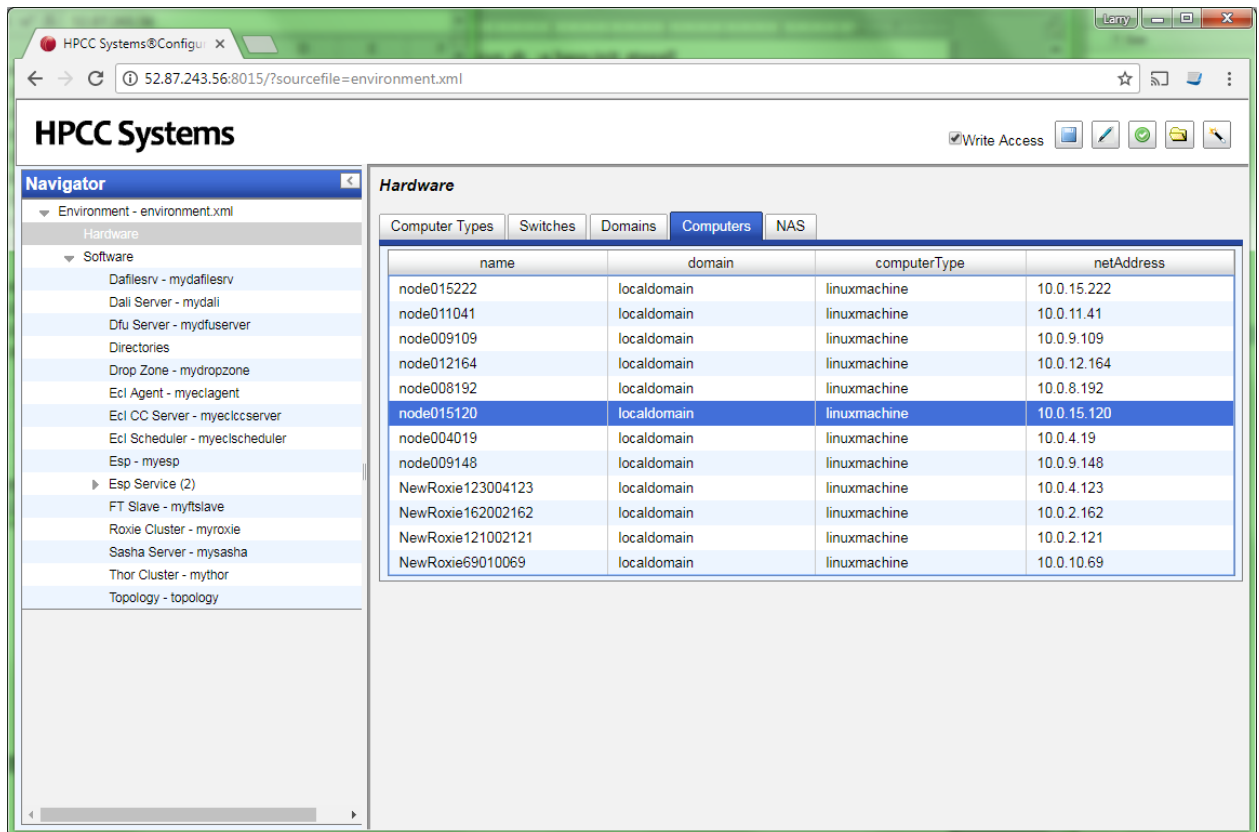 Larry
HPCC Systems®Configur
52.87.243.56:8015/?sourcefile=environment.xml
HPCC Systems
Write Access
Navigator
Environment - environment.xml
Hardware
Software
Dafilesrv - mydafilesrv
Dali Server - mydali
Dfu Server - mydfuserver
Directories
Drop Zone - mydropzone
Ecl Agent - myeclagent
Ecl CC Server - myeclccserver
Ecl Scheduler - myeclscheduler
Esp - myesp
Esp Service (2)
FT Slave - myftslave
Roxie Cluster - myroxie
Sasha Server - mysasha
Thor Cluster - mythor
Topology - topology
Hardware
Computer Types Switches Domains Computers NAS
name domain computerType netAddress
node015222 localdomain linuxmachine 10.0.15.222
node011041 localdomain linuxmachine 10.0.11.41
node009109 localdomain linuxmachine 10.0.9.109
node012164 localdomain linuxmachine 10.0.12.164
node008192 localdomain linuxmachine 10.0.8.192
node015120 localdomain linuxmachine 10.0.15.120
node004019 localdomain linuxmachine 10.0.4.19
node009148 localdomain linuxmachine 10.0.9.148
NewRoxie123004123 localdomain linuxmachine 10.0.4.123
NewRoxie162002162 localdomain linuxmachine 10.0.2.162
NewRoxie121002121 localdomain linuxmachine 10.0.2.121
NewRoxie69010069 localdomain linuxmachine 10.0.10.69